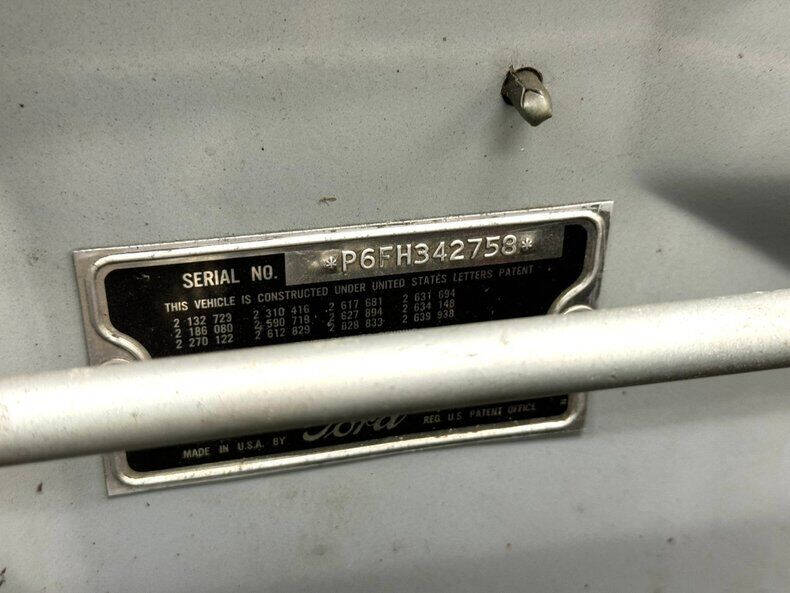 SERIAL NO. *P6FH342758*
THIS VEHICLE IS CONSTRUCTED UNDER UNITED STATES LETTERS PATENT
2 132 723 2 310 416 2 617 681 2 631 694
2 186 080 2 590 719 2 627 894 2 634 148
2 270 122 2 612 829 2 628 833 2 639 938
MADE IN U.S.A. BY Ford REG. U.S. PATENT OFFICE